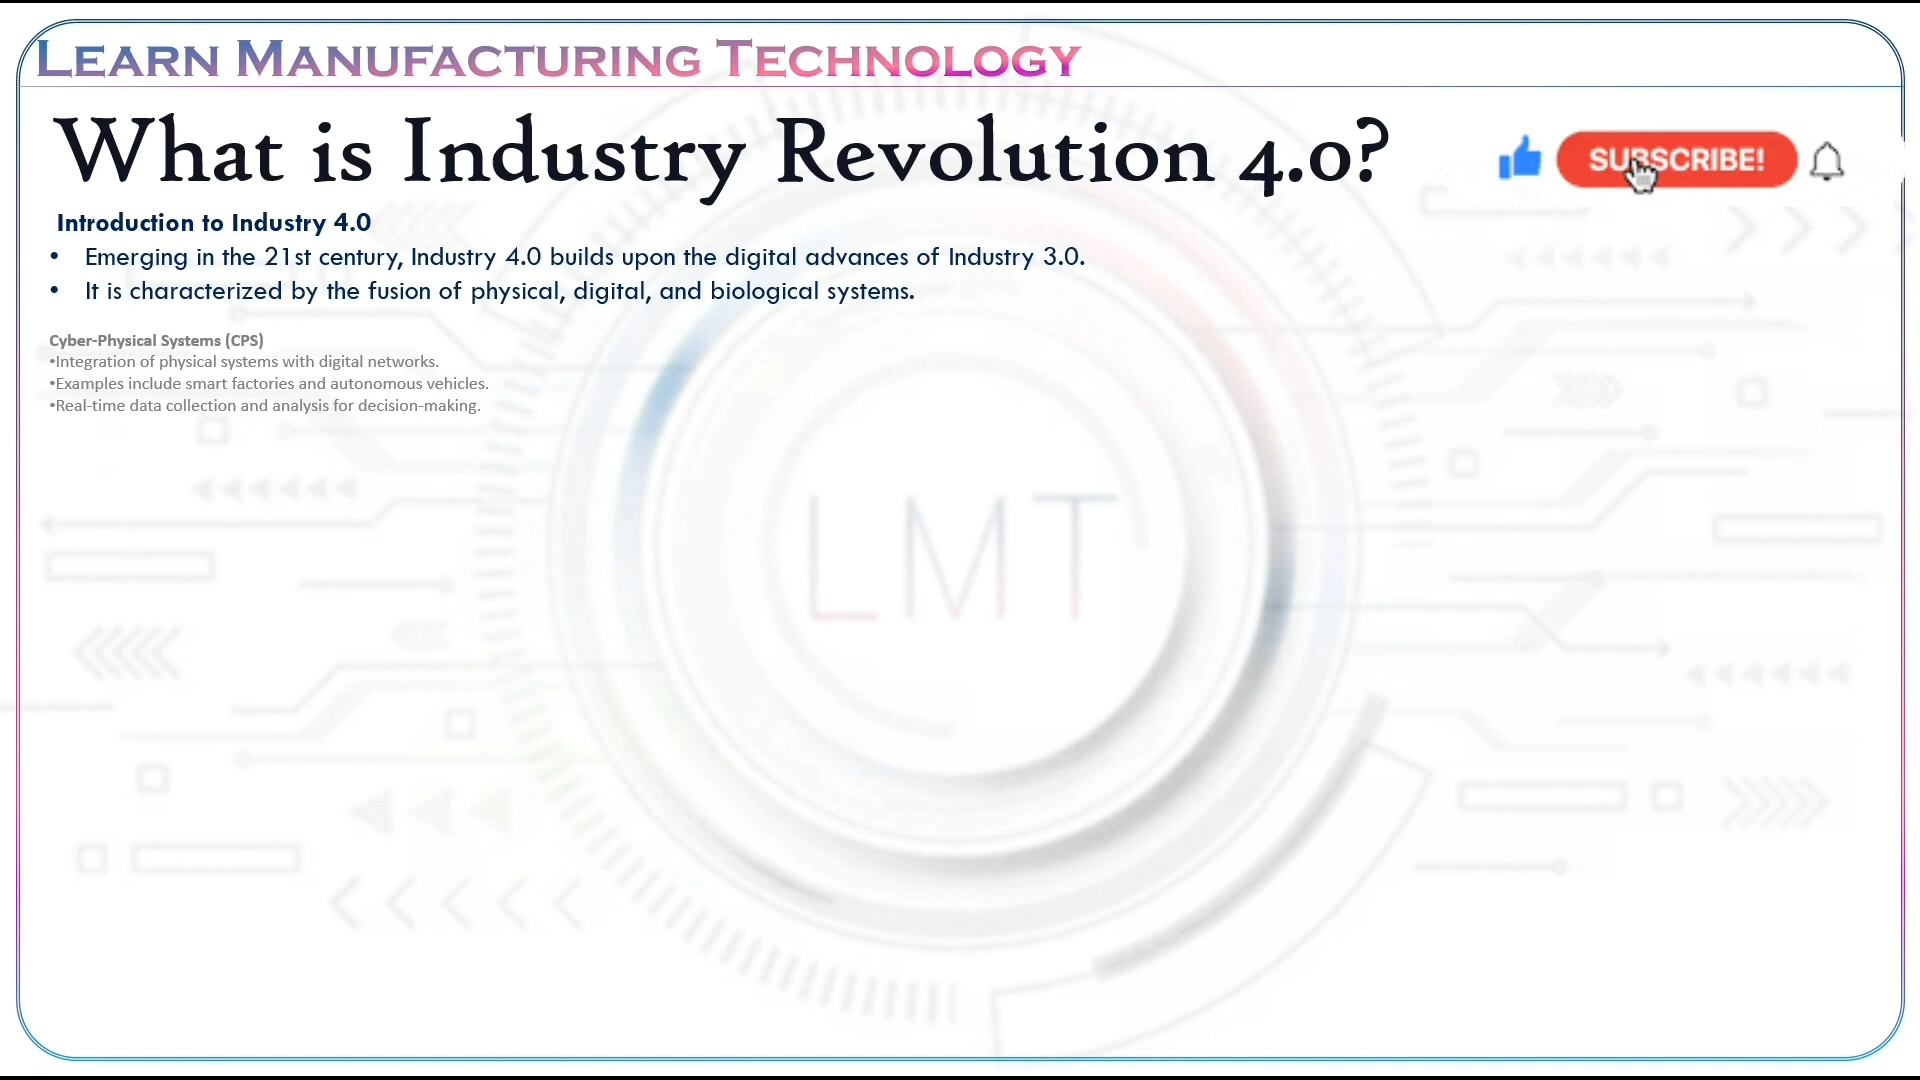 LEARN MANUFACTURING TECHNOLOGY
What is Industry Revolution 4.0?
SUBSCRIBE!
Introduction to Industry 4.0
• Emerging in the 21st century, Industry 4.0 builds upon the digital advances of Industry 3.0.
• It is characterized by the fusion of physical, digital, and biological systems.
Cyber-Physical Systems (CPS)
•Integration of physical systems with digital networks.
•Examples include smart factories and autonomous vehicles.
•Real-time data collection and analysis for decision-making.
LMT